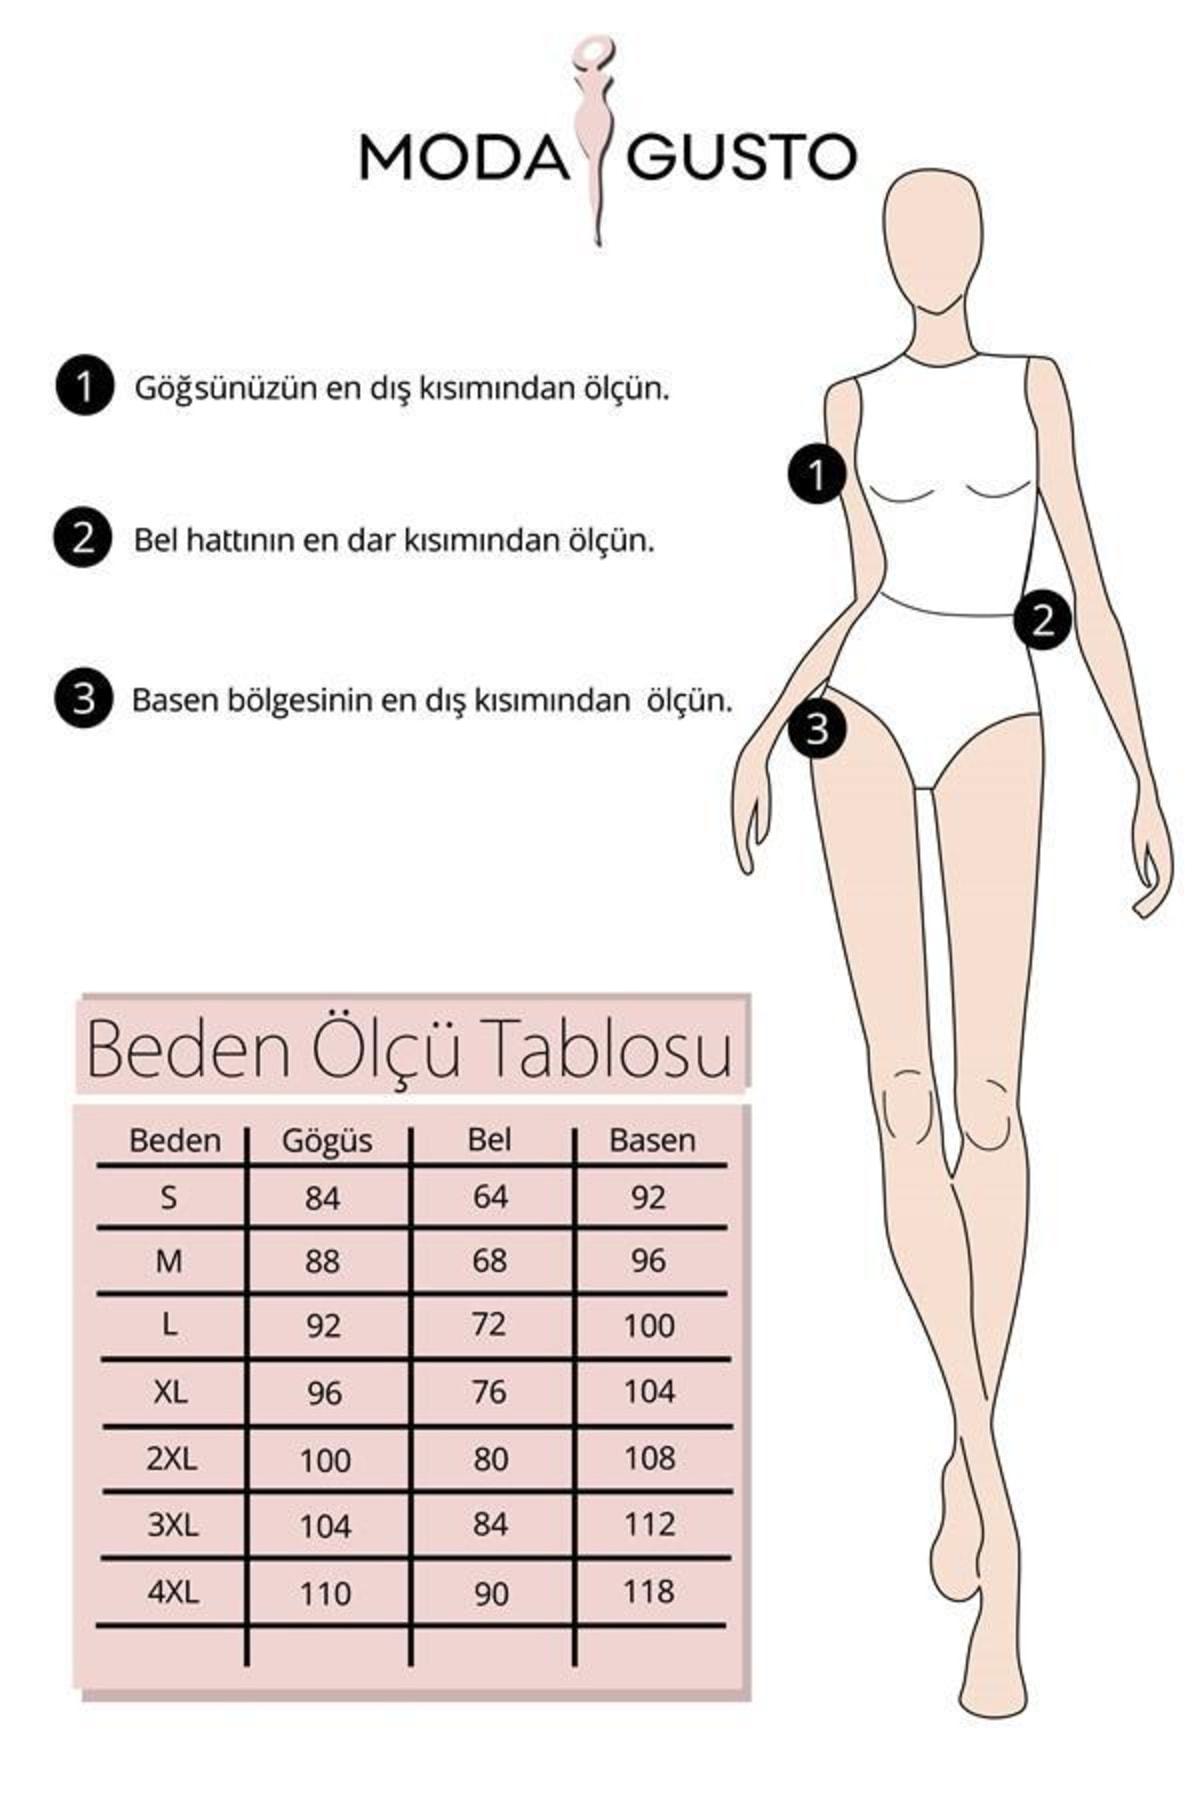 MODA GUSTO
1 Göğsünüzün en dış kısımından ölçün.
1
2 Bel hattının en dar kısımından ölçün.
2
3 Basen bölgesinin en dış kısımından ölçün.
3
Beden Ölçü Tablosu
Beden Gögüs Bel Basen
S 84 64 92
M 88 68 96
L 92 72 100
XL 96 76 104
2XL 100 80 108
3XL 104 84 112
4XL 110 90 118